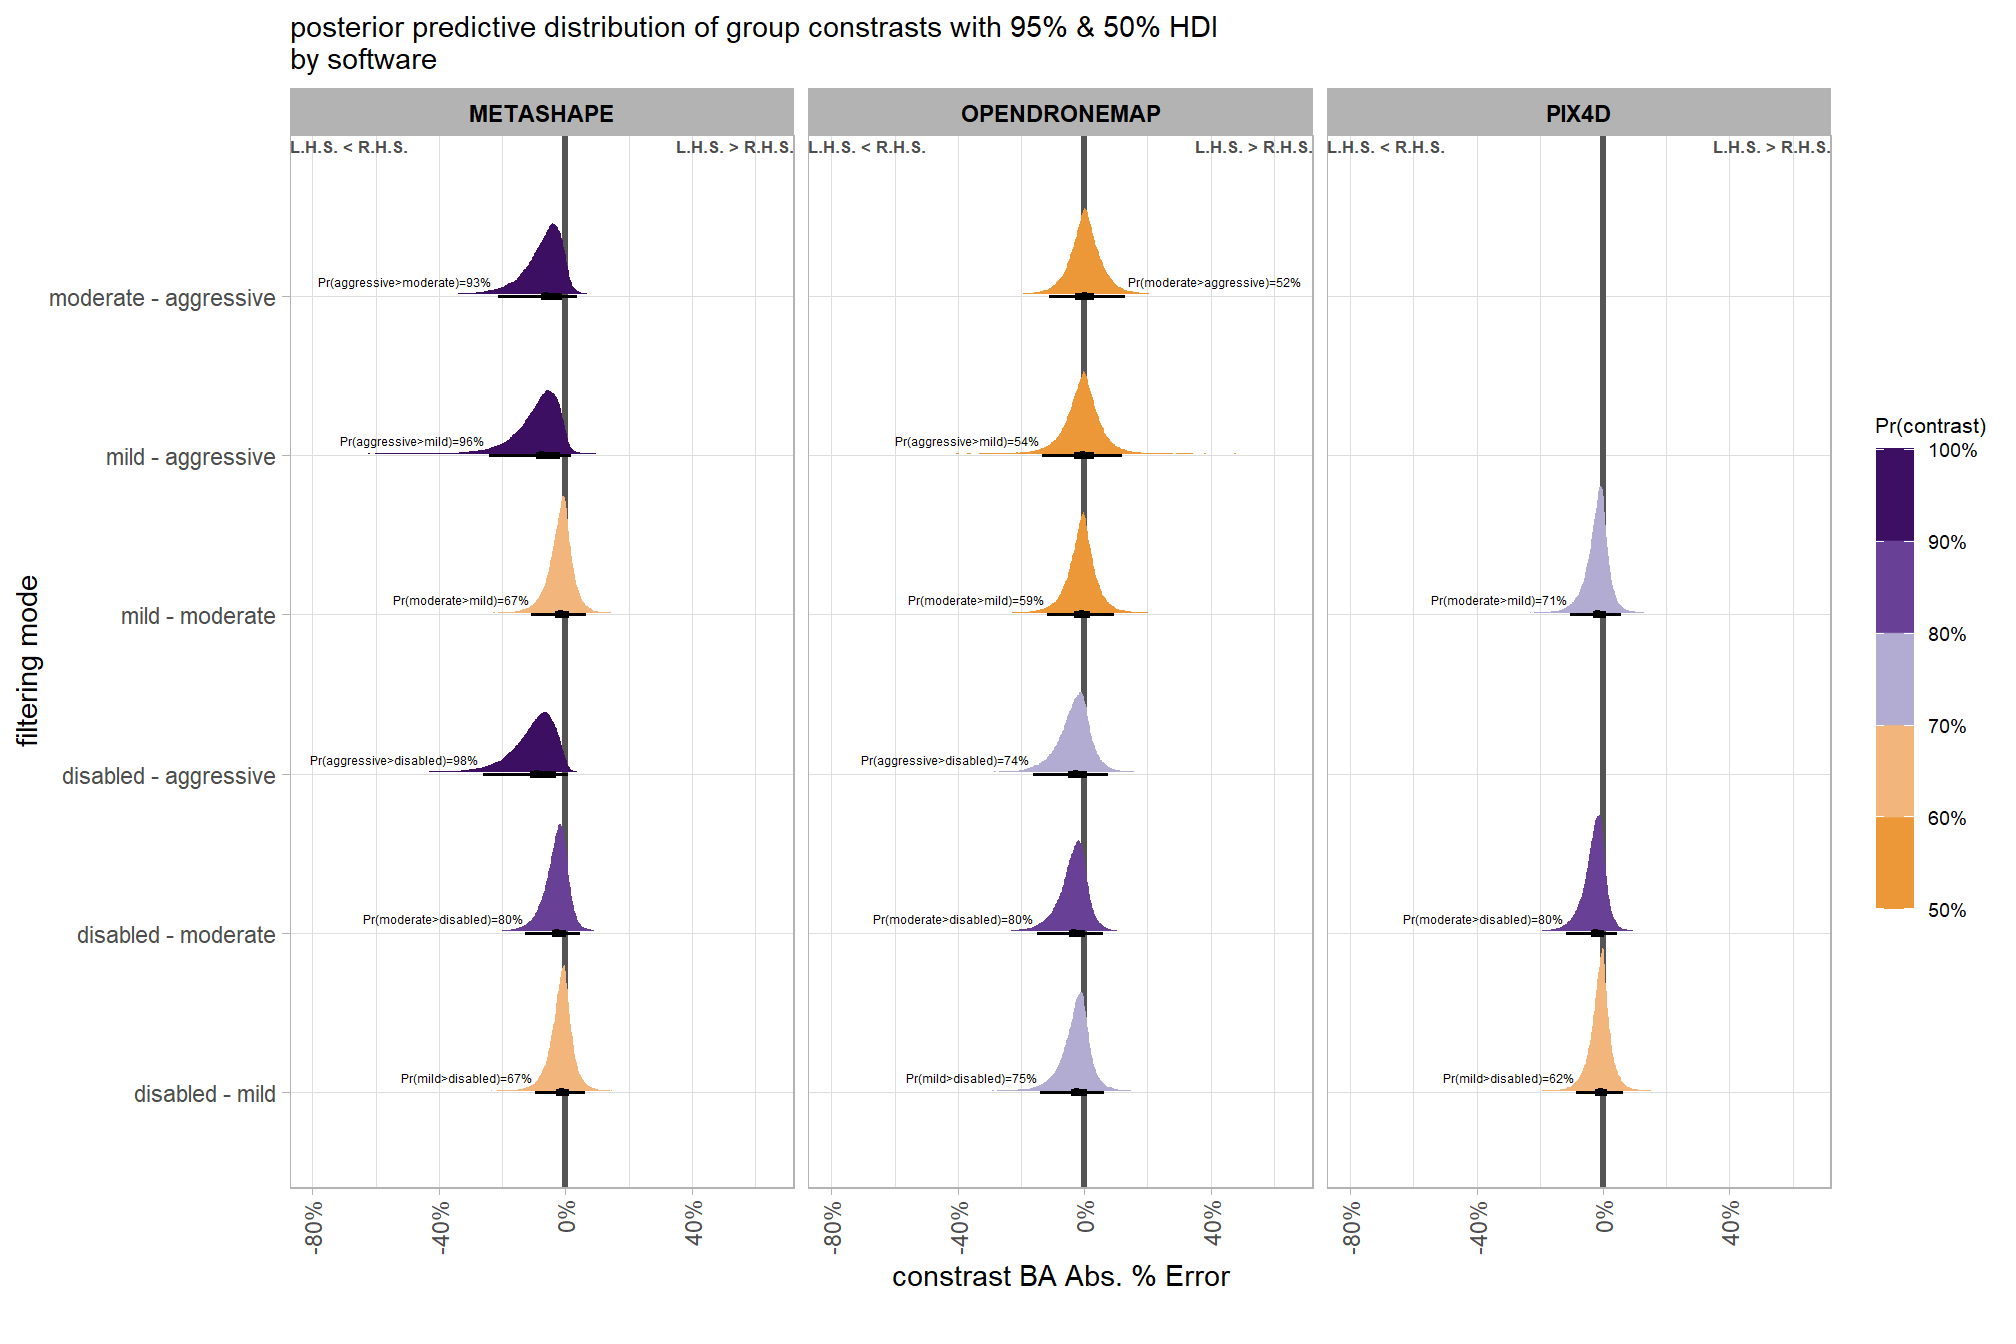 posterior predictive distribution of group constrasts with 95% & 50% HDI
by software
METASHAPE
OPENDRONEMAP
PIX4D
L.H.S. < R.H.S.
L.H.S. > R.H.S.
L.H.S. < R.H.S.
L.H.S. > R.H.S.
L.H.S. < R.H.S.
L.H.S. > R.H.S.
filtering mode
moderate - aggressive
Pr(aggressive>moderate)=93%
Pr(moderate>aggressive)=52%
mild - aggressive
Pr(aggressive>mild)=96%
Pr(aggressive>mild)=54%
mild - moderate
Pr(moderate>mild)=67%
Pr(moderate>mild)=59%
Pr(moderate>mild)=71%
disabled - aggressive
Pr(aggressive>disabled)=98%
Pr(aggressive>disabled)=74%
disabled - moderate
Pr(moderate>disabled)=80%
Pr(moderate>disabled)=80%
Pr(moderate>disabled)=80%
disabled - mild
Pr(mild>disabled)=67%
Pr(mild>disabled)=75%
Pr(mild>disabled)=62%
-80%
-40%
0%
40%
-80%
-40%
0%
40%
-80%
-40%
0%
40%
constrast BA Abs. % Error
Pr(contrast)
100%
90%
80%
70%
60%
50%